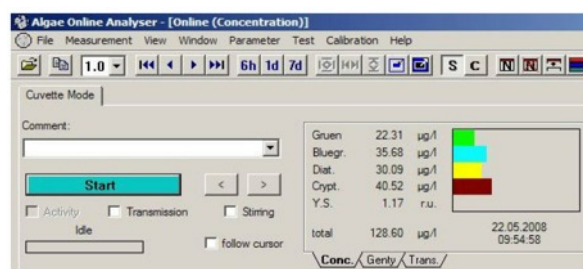 Algae Online Analyser - [Online (Concentration)]
File Measurement View Window Parameter Test Calibration Help
1.0 6h 1d 7d S C N N
Cuvette Mode
Comment:
Start < >
Activity Transmission Stirring
Idle
follow cursor
Gruen 22.31 µg/l
Bluegr. 35.68 µg/l
Diat. 30.09 µg/l
Crypt. 40.52 µg/l
Y.S. 1.17 r.u.
total 128.60 µg/l
22.05.2008
09:54:58
Conc. Genty Trans.